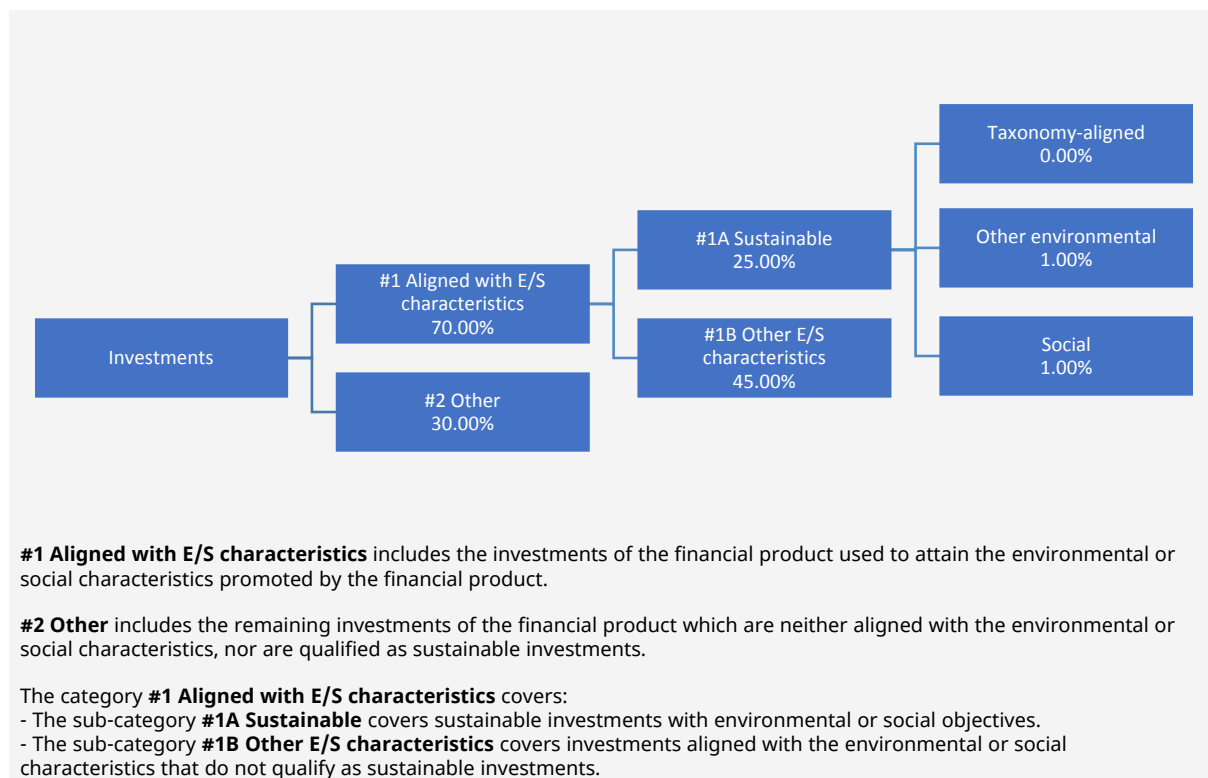 Taxonomy-aligned
0.00%
#1A Sustainable
25.00%
Other environmental
1.00%
#1 Aligned with E/S
characteristics
70.00%
Investments
#1B Other E/S
characteristics
45.00%
Social
1.00%
#2 Other
30.00%
#1 Aligned with E/S characteristics includes the investments of the financial product used to attain the environmental or
social characteristics promoted by the financial product.
#2 Other includes the remaining investments of the financial product which are neither aligned with the environmental or
social characteristics, nor are qualified as sustainable investments.
The category #1 Aligned with E/S characteristics covers:
- The sub-category #1A Sustainable covers sustainable investments with environmental or social objectives.
- The sub-category #1B Other E/S characteristics covers investments aligned with the environmental or social
characteristics that do not qualify as sustainable investments.